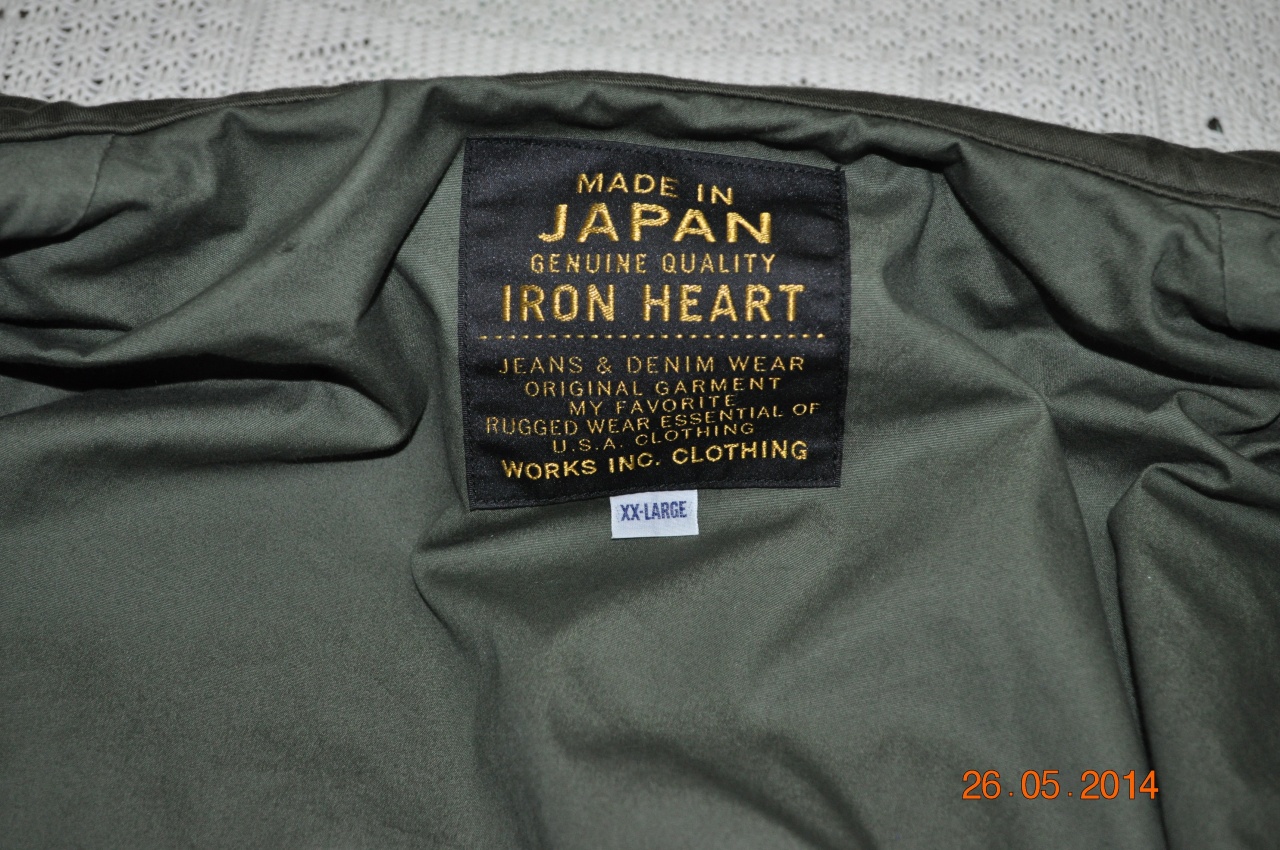 MADE IN
JAPAN
GENUINE QUALITY
IRON HEART
JEANS & DENIM WEAR
ORIGINAL GARMENT
MY FAVORITE
RUGGED WEAR ESSENTIAL OF
U.S.A. CLOTHING
WORKS INC. CLOTHING
XX-LARGE
26.05.2014